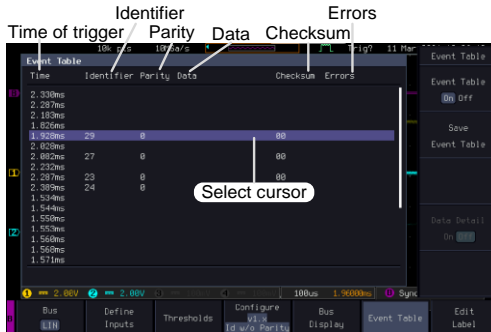 Identifier Errors
Time of trigger Parity Data Checksum
10k pts 10MSa/s Trig? 11 Mar
Event Table Event Table
Time Identifier Parity Data Checksum Errors
Event Table
On Off
2.330ms
2.287ms
2.183ms
1.826ms
1.928ms 29 0 00
2.028ms
2.082ms 27 0 00
2.232ms
2.287ms 23 0 00
2.389ms 24 0
1.534ms
1.544ms
1.550ms
1.553ms
1.560ms
1.568ms
1.571ms
Save
Event Table
Select cursor
Data Detail
On Off
1 2.00V 2 2.00V 100us 1.96000ms B Sync
Bus
LIN
Define
Inputs
Thresholds
Configure
v1.x
Id w/o Parity
Bus
Display
Event Table
Edit
Label